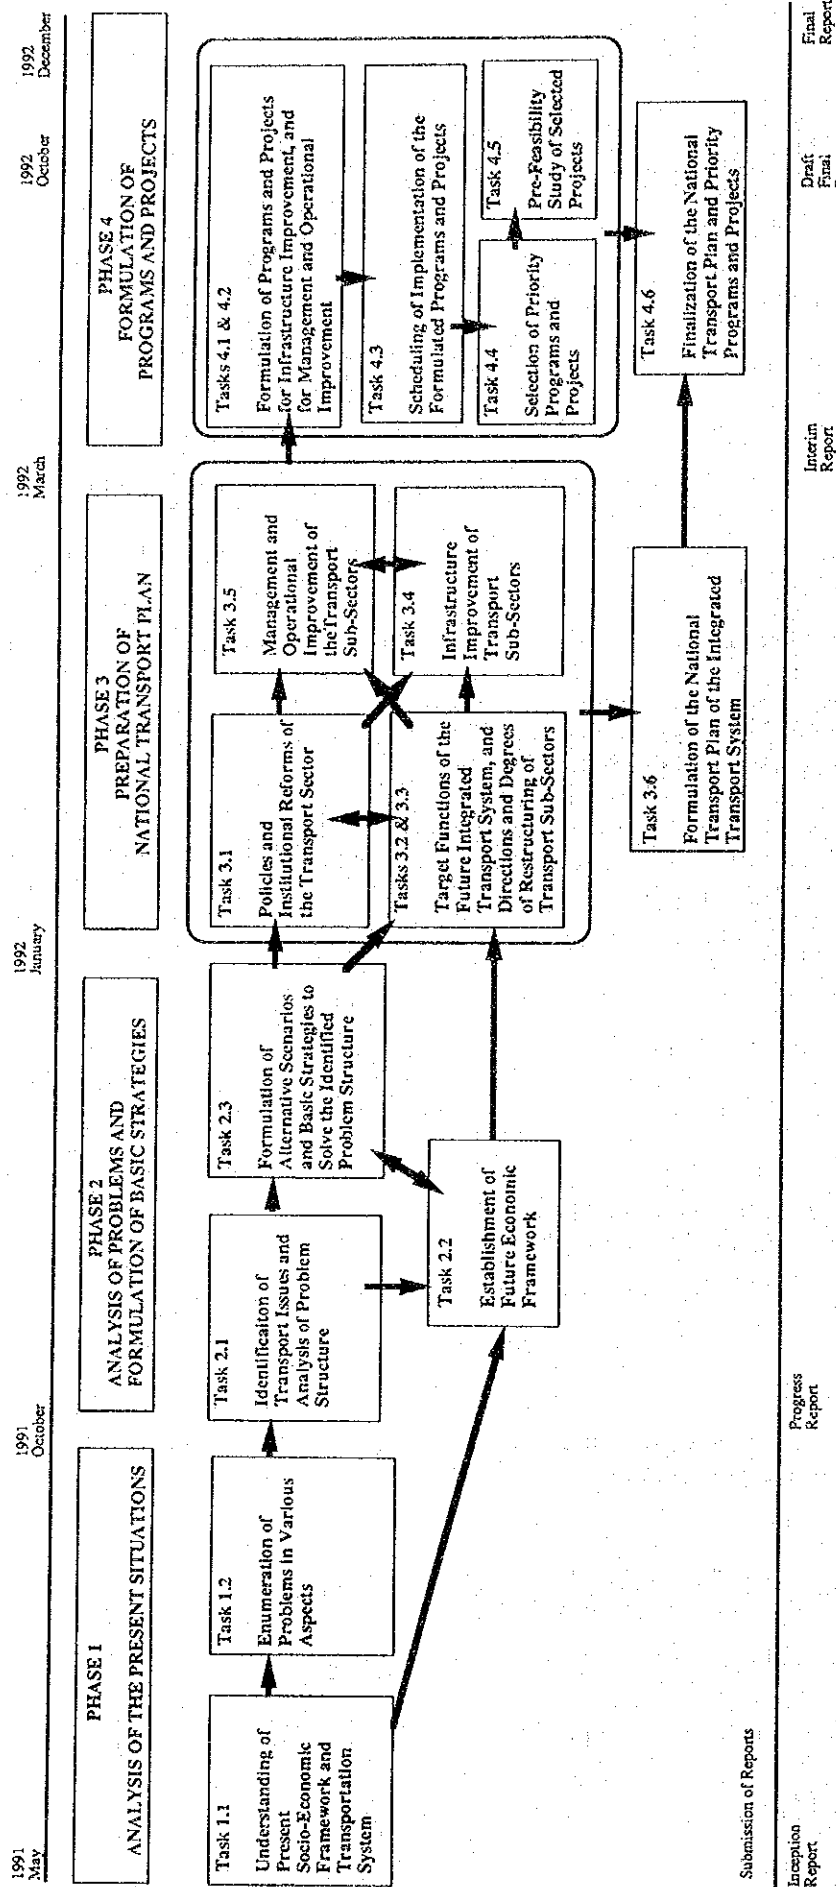 1991
May
1991
October
1992
January
1992
March
1992
October
1992
December
PHASE 1
ANALYSIS OF THE PRESENT SITUATIONS
PHASE 2
ANALYSIS OF PROBLEMS AND
FORMULATION OF BASIC STRATEGIES
PHASE 3
PREPARATION OF
NATIONAL TRANSPORT PLAN
PHASE 4
FORMULATION OF
PROGRAMS AND PROJECTS
Task 1.1
Understanding of
Present
Socio-Economic
Framework and
Transportation
System
Task 1.2
Enumeration of
Problems in Various
Aspects
Task 2.1
Identificaiton of
Transport Issues and
Analysis of Problem
Structure
Task 2.3
Formulation of
Alternative Scenarios
and Basic Strategies to
Solve the Identified
Problem Structure
Task 2.2
Establishment of
Future Economic
Framework
Task 3.1
Policies and
Institutional Reforms of
the Transport Sector
Task 3.5
Management and
Operational
Improvement of
theTransport
Sub-Sectors
Tasks 3.2 & 3.3
Target Functions of the
Future Integrated
Transport System, and
Directions and Degrees
of Restructuring of
Transport Sub-Sectors
Task 3.4
Infrastructure
Improvement of
Transport
Sub-Sectors
Task 3.6
Formulation of the National
Transport Plan of the Integrated
Transport System
Tasks 4.1 & 4.2
Formulation of Programs and Projects
for Infrastructure Improvement, and
for Management and Operational
Improvement
Task 4.3
Scheduling of Implementation of the
Formulated Programs and Projects
Task 4.4
Selection of Priority
Programs and
Projects
Task 4.5
Pre-Feasibility
Study of Selected
Projects
Task 4.6
Finalization of the National
Transport Plan and Priority
Programs and Projects
Submission of Reports
Inception
Report
Progress
Report
Interim
Report
Draft
Final
Final
Report